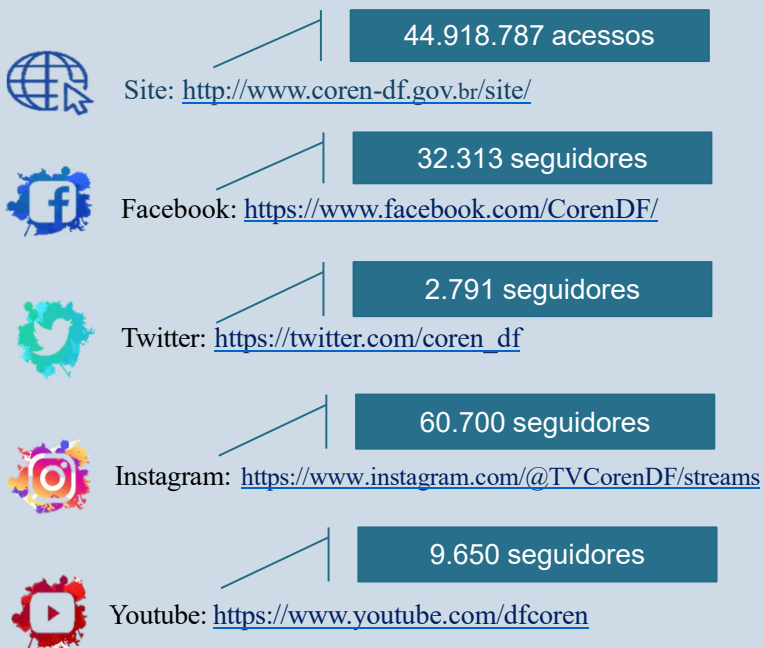 44.918.787 acessos
Site: http://www.coren-df.gov.br/site/
32.313 seguidores
Facebook: https://www.facebook.com/CorenDF/
2.791 seguidores
Twitter: https://twitter.com/coren_df
60.700 seguidores
Instagram: https://www.instagram.com/@TVCorenDF/streams
9.650 seguidores
Youtube: https://www.youtube.com/dfcoren